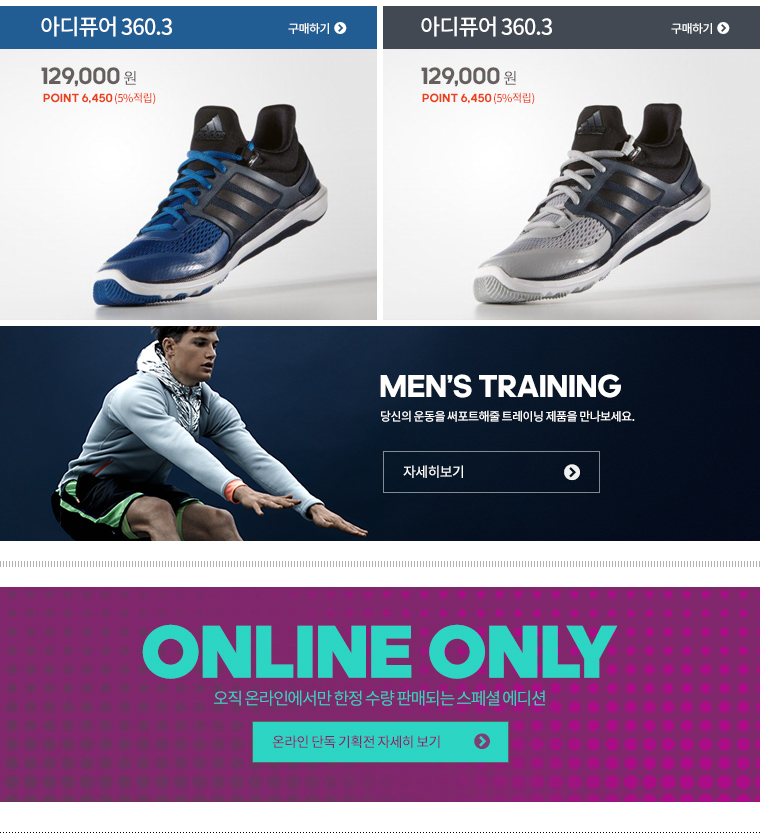 아디퓨어 360.3
구매하기
129,000 원
POINT 6,450 (5%적립)
아디퓨어 360.3
구매하기
129,000 원
POINT 6,450 (5%적립)
MEN'S TRAINING
당신의 운동을 써포트해줄 트레이닝 제품을 만나보세요.
자세히보기
ONLINE ONLY
오직 온라인에서만 한정 수량 판매되는 스페셜 에디션
온라인 단독 기획전 자세히 보기